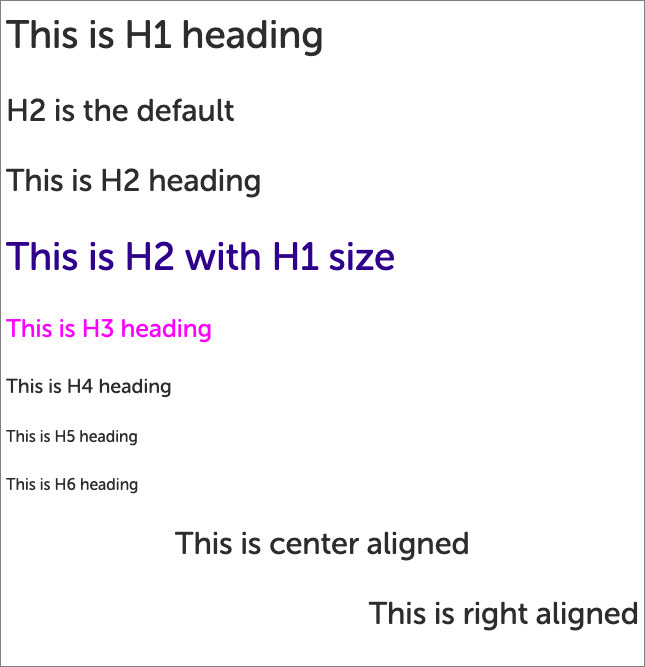 This is H1 heading
H2 is the default
This is H2 heading
This is H2 with H1 size
This is H3 heading
This is H4 heading
This is H5 heading
This is H6 heading
This is center aligned
This is right aligned